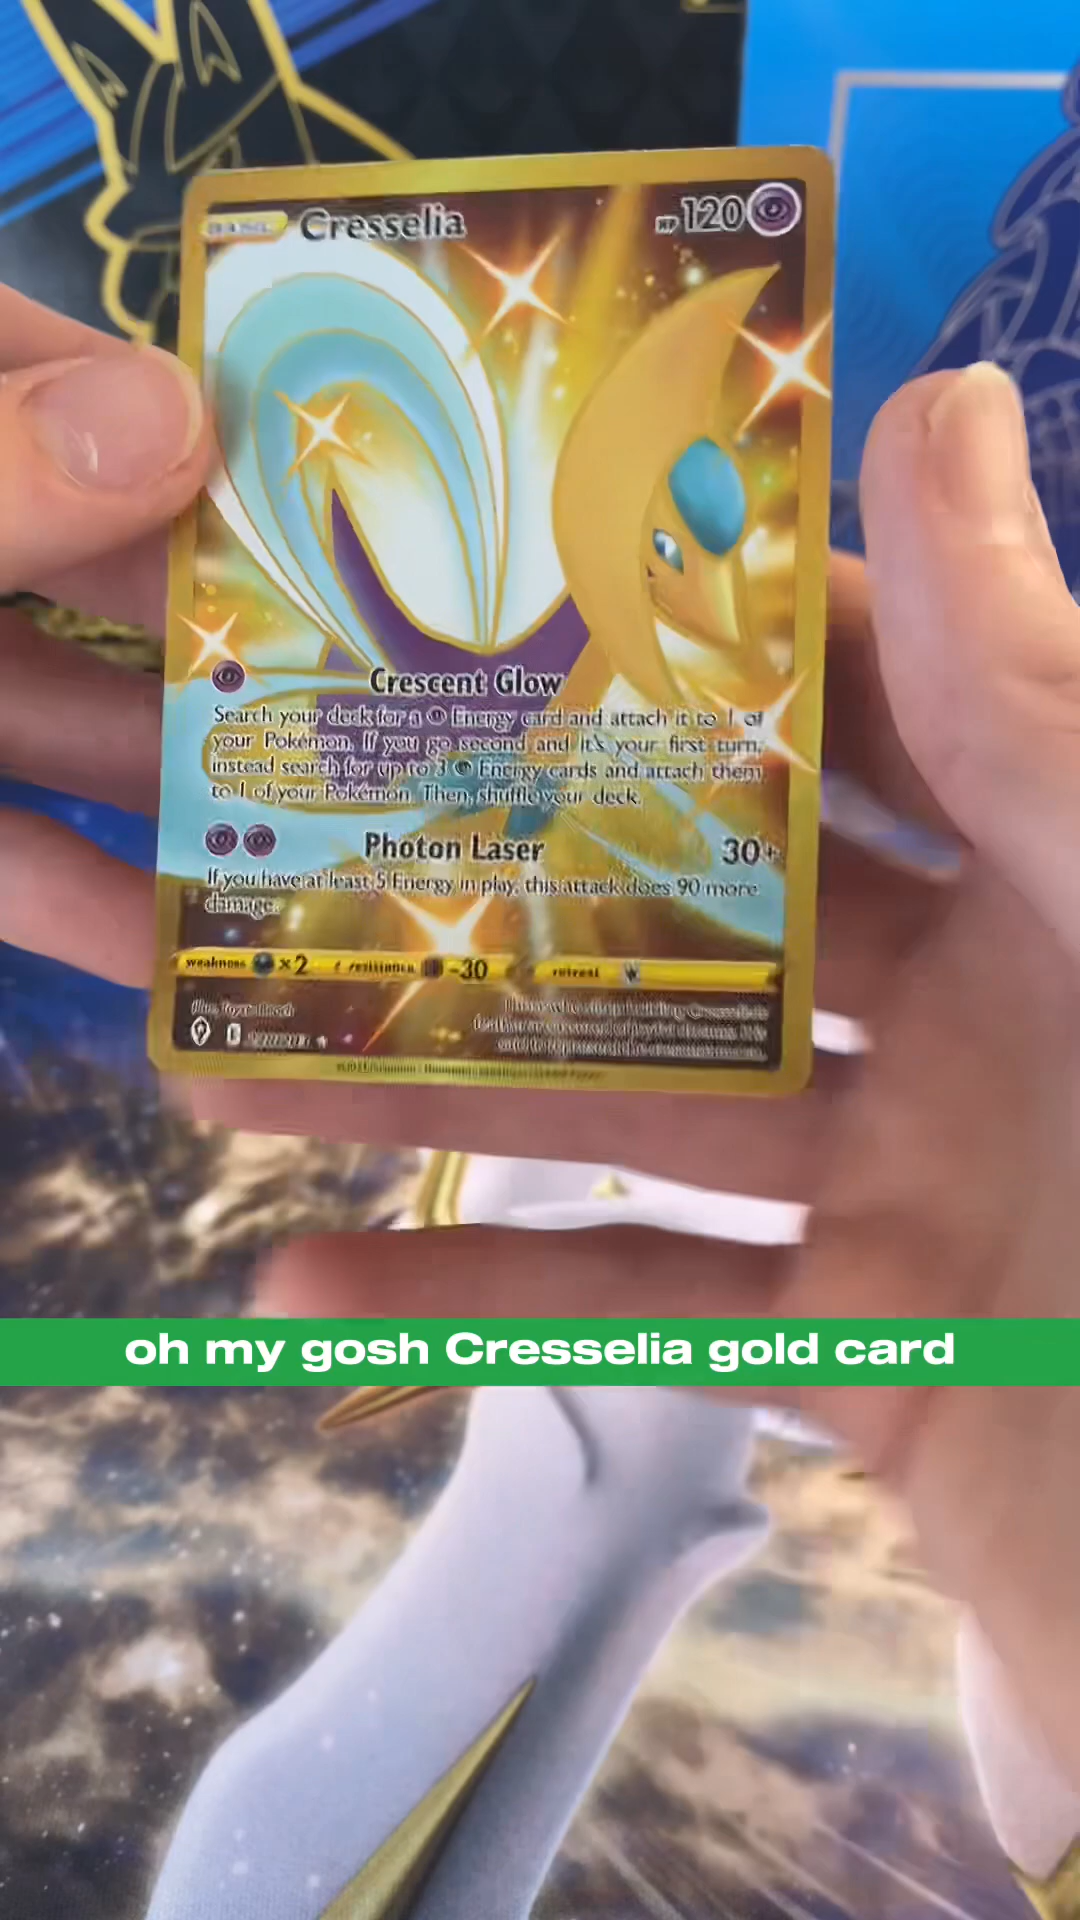 Cresselia
HP 120
Crescent Glow
Search your deck for a Energy card and attach it to 1 of
your Pokémon. If you go second and it's your first turn,
instead search for up to 3 Energy cards and attach them
to 1 of your Pokémon. Then, shuffle your deck.
Photon Laser 30+
If you have at least 5 Energy in play, this attack does 90 more
damage.
weakness ×2 resistance -30 retreat
oh my gosh Cresselia gold card